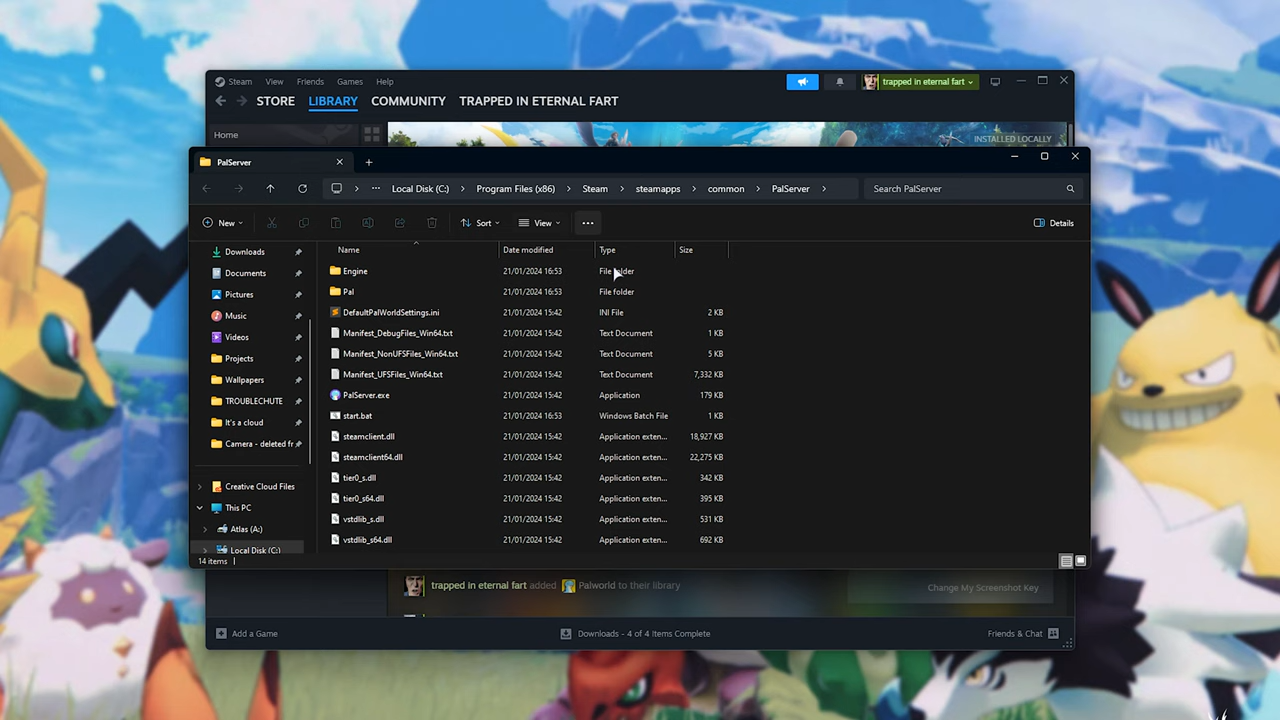 Steam View Friends Games Help trapped in eternal fart
STORE LIBRARY COMMUNITY TRAPPED IN ETERNAL FART
Home INSTALLED LOCALLY
PalServer
Local Disk (C:) Program Files (x86) Steam steamapps common PalServer Search PalServer
New Sort View Details
Name Date modified Type Size
Downloads
Documents
Pictures
Music
Videos
Projects
Wallpapers
TROUBLECHUTE
It's a cloud
Camera - deleted fr
Creative Cloud Files
This PC
Atlas (A:)
Local Disk (C:)
Engine 21/01/2024 16:53 File folder
Pal 21/01/2024 16:53 File folder
DefaultPalWorldSettings.ini 21/01/2024 15:42 INI File 2 KB
Manifest_DebugFiles_Win64.txt 21/01/2024 15:42 Text Document 1 KB
Manifest_NonUFSFiles_Win64.txt 21/01/2024 15:42 Text Document 5 KB
Manifest_UFSFiles_Win64.txt 21/01/2024 15:42 Text Document 7,332 KB
PalServer.exe 21/01/2024 15:42 Application 179 KB
start.bat 21/01/2024 16:53 Windows Batch File 1 KB
steamclient.dll 21/01/2024 15:42 Application exten... 18,927 KB
steamclient64.dll 21/01/2024 15:42 Application exten... 22,275 KB
tier0_s.dll 21/01/2024 15:42 Application exten... 342 KB
tier0_s64.dll 21/01/2024 15:42 Application exten... 395 KB
vstdlib_s.dll 21/01/2024 15:42 Application exten... 531 KB
vstdlib_s64.dll 21/01/2024 15:42 Application exten... 692 KB
14 items
trapped in eternal fart added Palworld to their library
Change My Screenshot Key
Add a Game Downloads - 4 of 4 Items Complete Friends & Chat